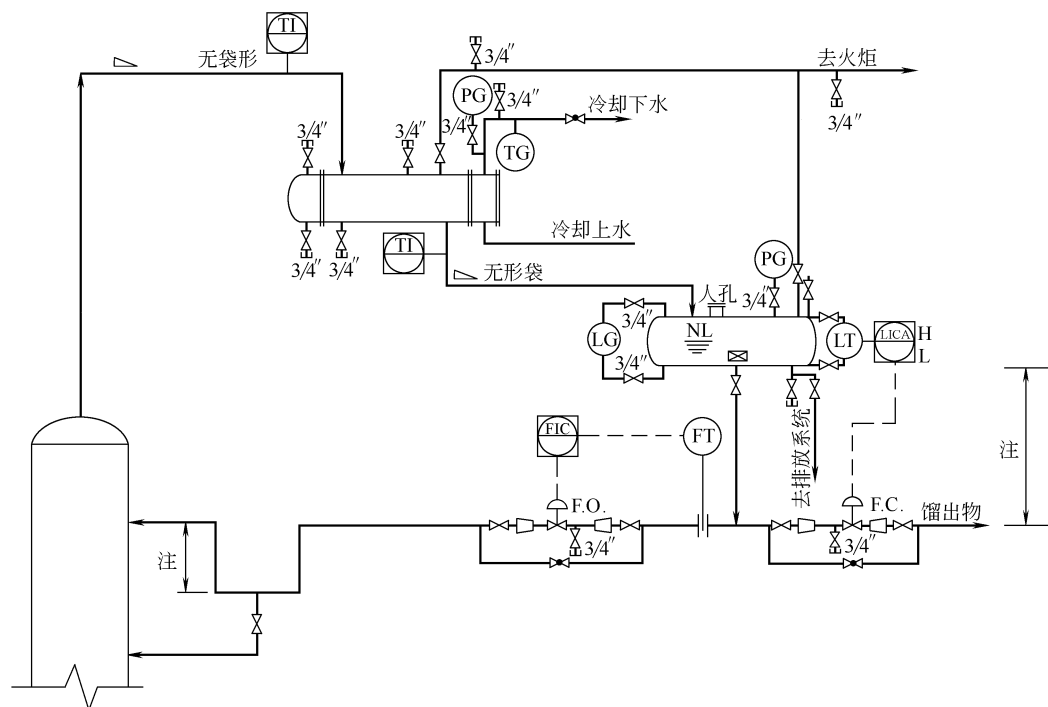 TI
无袋形
3/4″
去火炬
PG
3/4″
冷却下水
3/4″
3/4″
3/4″
3/4″
TG
冷却上水
TI
3/4″
3/4″
无形袋
PG
人孔
3/4″
3/4″
NL
LG
LT
LICA
H
L
3/4″
FIC
FT
去排放系统
注
F.O.
F.C.
馏出物
3/4″
3/4″
注